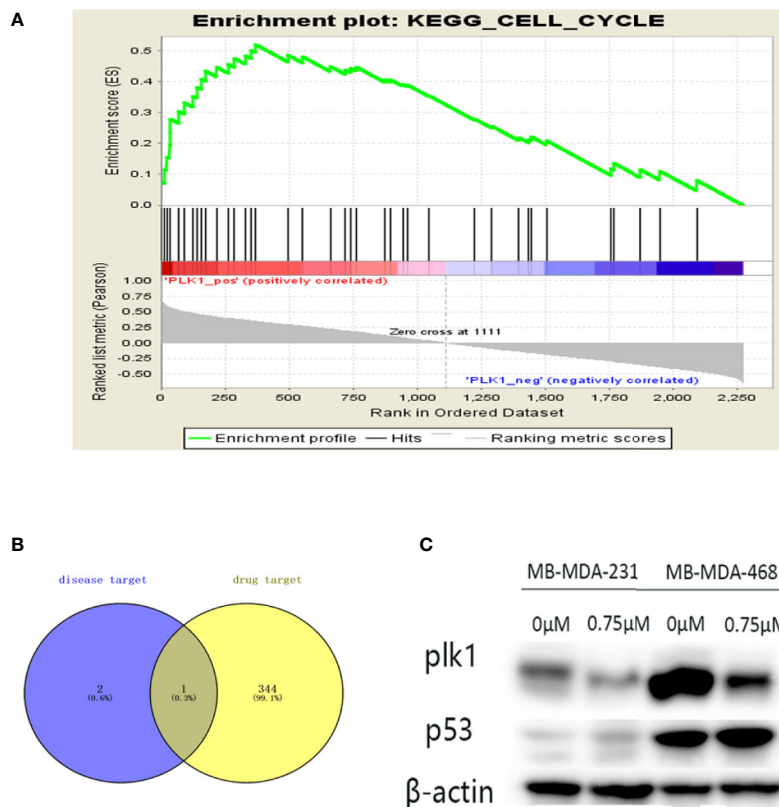 A
Enrichment plot: KEGG_CELL_CYCLE
Enrichment score (ES)
0.5
0.4
0.3
0.2
0.1
0.0
'PLK1_pos' (positively correlated)
Ranked list metric (Pearson)
1.00
0.75
0.50
0.25
0.00
-0.25
-0.50
Zero cross at 1111
'PLK1_neg' (negatively correlated)
0 250 500 750 1,000 1,250 1,500 1,750 2,000 2,250
Rank in Ordered Dataset
Enrichment profile Hits Ranking metric scores
B
disease target drug target
2 1 344
(0.6%) (0.3%) (99.1%)
C
MB-MDA-231 MB-MDA-468
0μM 0.75μM 0μM 0.75μM
plk1
p53
β-actin